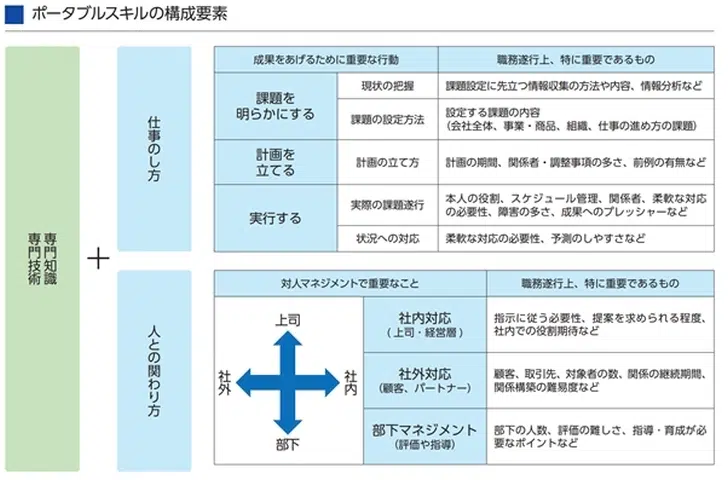 ポータブルスキルの構成要素
専門知識
専門技術
＋
仕事のし方
成果をあげるために重要な行動
職務遂行上、特に重要であるもの
課題を
明らかにする
現状の把握
課題設定に先立つ情報収集の方法や内容、情報分析など
課題の設定方法
設定する課題の内容
（会社全体、事業・商品、組織、仕事の進め方の課題）
計画を
立てる
計画の立て方
計画の期間、関係者・調整事項の多さ、前例の有無など
実行する
実際の課題遂行
本人の役割、スケジュール管理、関係者、柔軟な対応
の必要性、障害の多さ、成果へのプレッシャーなど
状況への対応
柔軟な対応の必要性、予測のしやすさなど
人との関わり方
対人マネジメントで重要なこと
職務遂行上、特に重要であるもの
上司
社外
社内
部下
社内対応
（上司・経営層）
指示に従う必要性、提案を求められる程度、
社内での役割期待など
社外対応
（顧客、パートナー）
顧客、取引先、対象者の数、関係の継続期間、
関係構築の難易度など
部下マネジメント
（評価や指導）
部下の人数、評価の難しさ、指導・育成が必
要なポイントなど